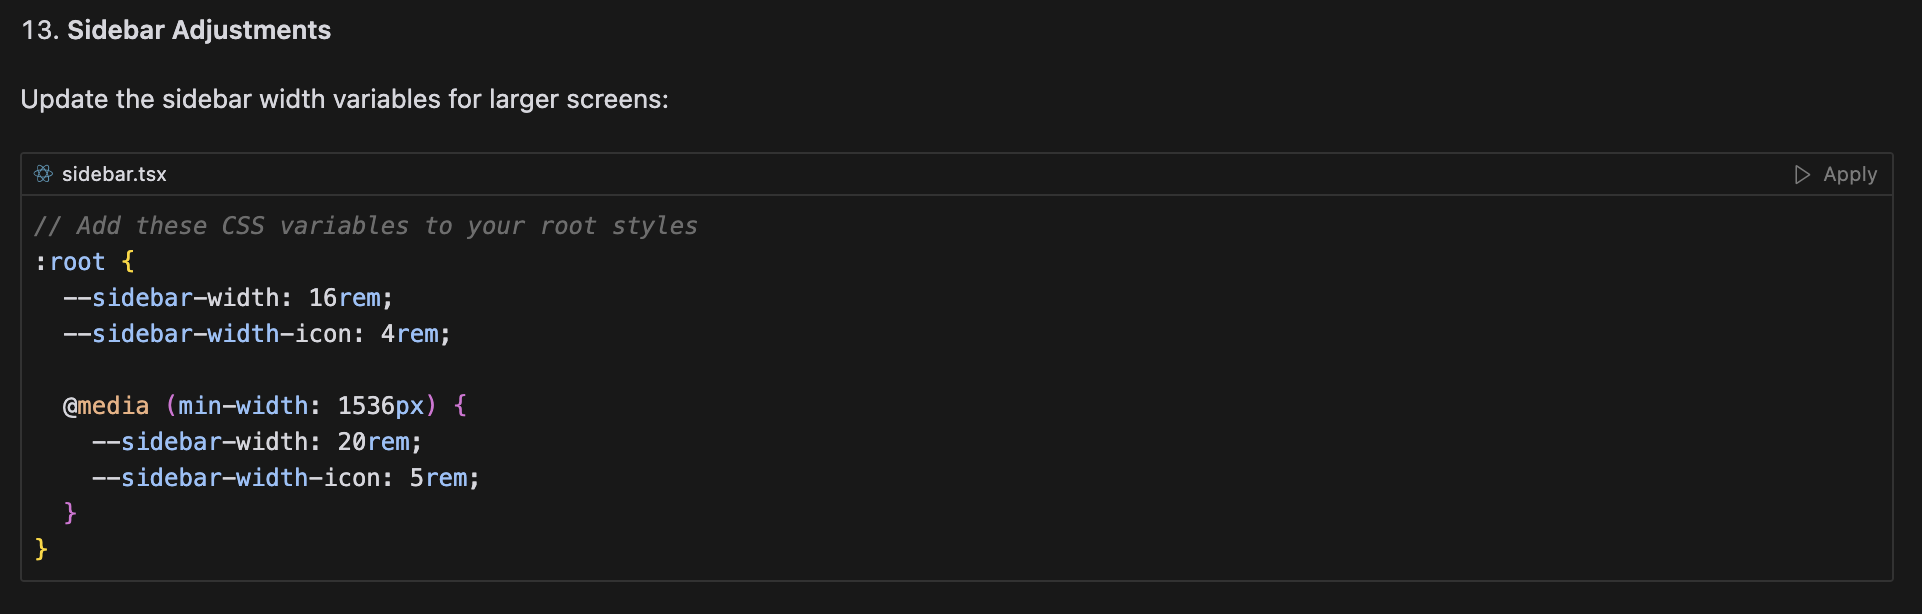 13. Sidebar Adjustments
Update the sidebar width variables for larger screens:
sidebar.tsx
Apply
// Add these CSS variables to your root styles
:root {
  --sidebar-width: 16rem;
  --sidebar-width-icon: 4rem;

  @media (min-width: 1536px) {
    --sidebar-width: 20rem;
    --sidebar-width-icon: 5rem;
  }
}